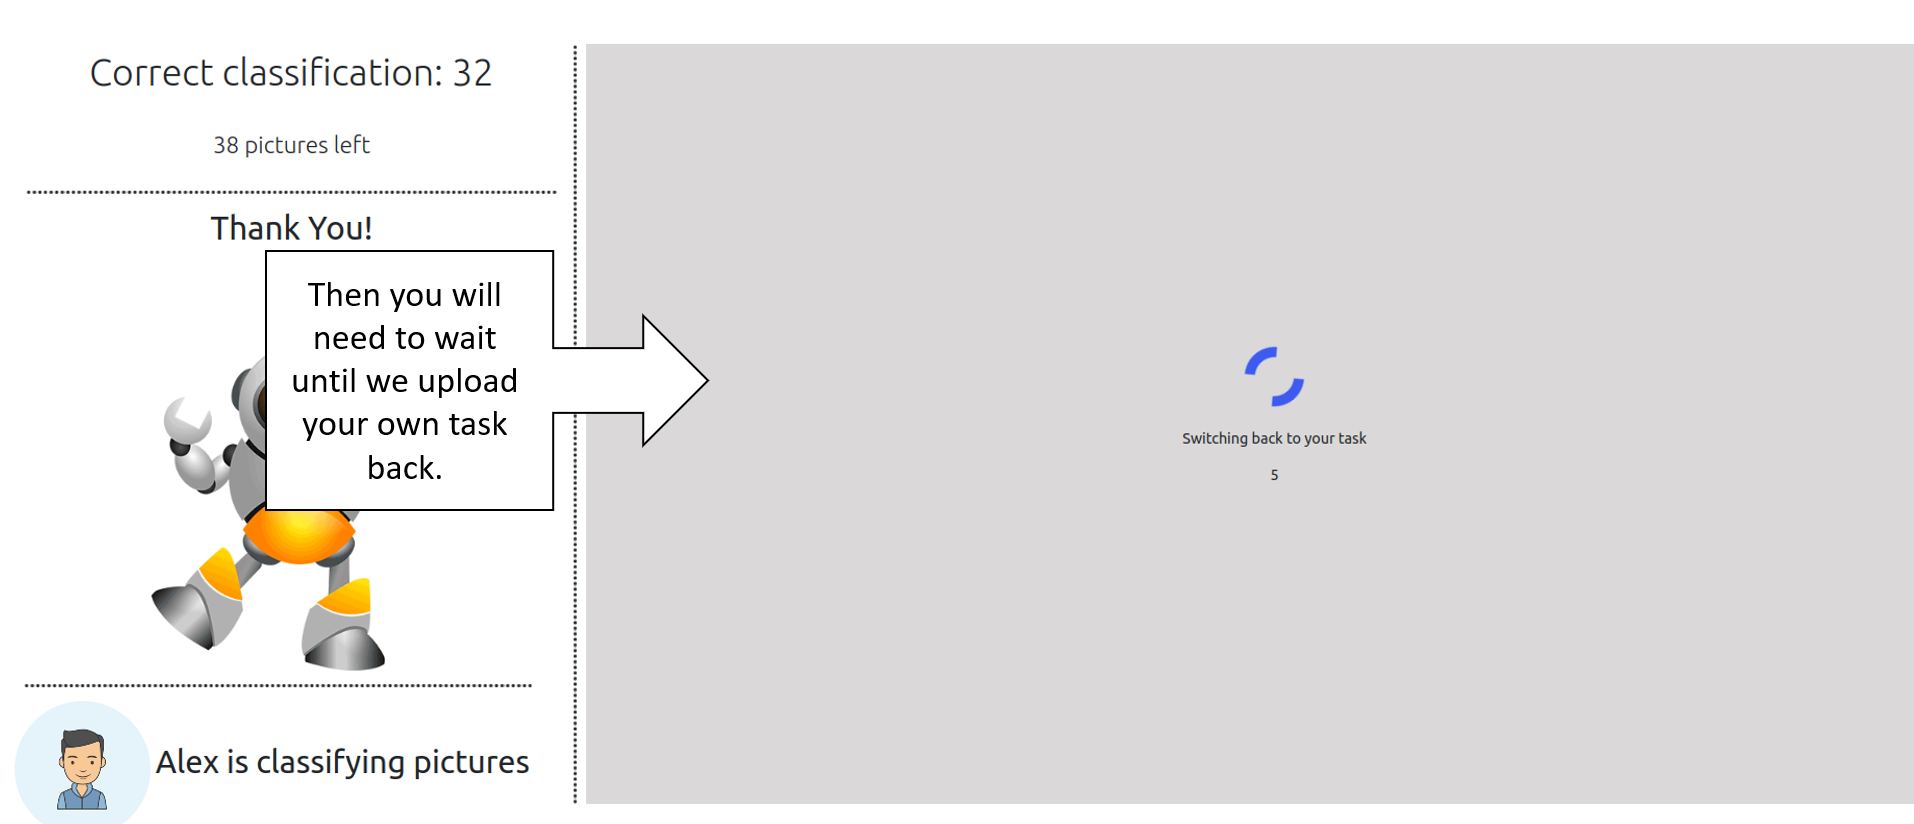 Correct classification: 32
38 pictures left
Thank You!
Then you will
need to wait
until we upload
your own task
back.
Switching back to your task
5
Alex is classifying pictures